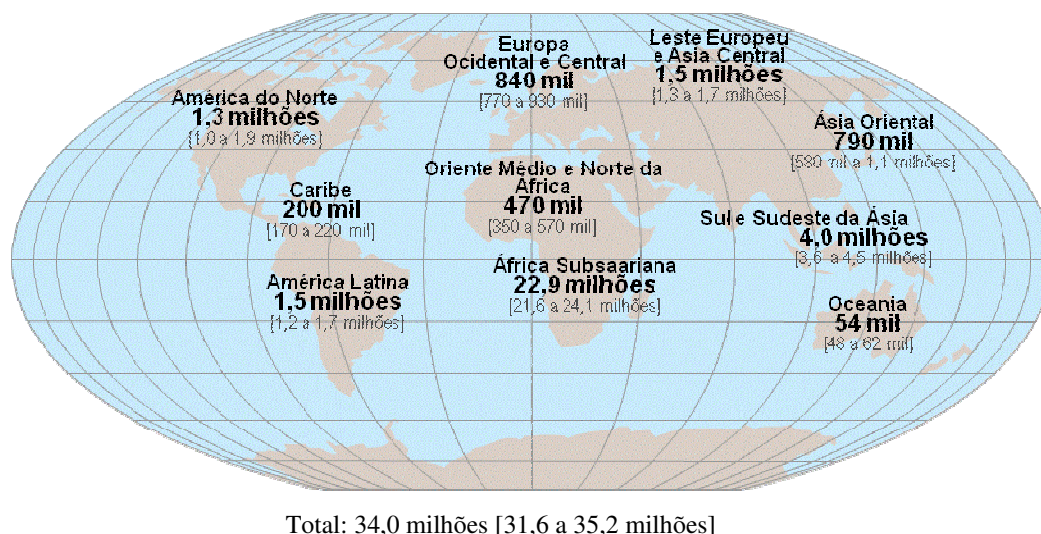 Europa
Ocidental e Central
840 mil
[770 a 930 mil]
Leste Europeu
e Ásia Central
1,5 milhões
[1,3 a 1,7 milhões]
América do Norte
1,3 milhões
[1,0 a 1,9 milhões]
Ásia Oriental
790 mil
[580 mil a 1,1 milhões]
Oriente Médio e Norte da
África
470 mil
[350 a 570 mil]
Caribe
200 mil
[170 a 220 mil]
Sul e Sudeste da Ásia
4,0 milhões
[3,6 a 4,5 milhões]
África Subsaariana
22,9 milhões
[21,6 a 24,1 milhões]
América Latina
1,5 milhões
[1,2 a 1,7 milhões]
Oceania
54 mil
[48 a 62 mil]
Total: 34,0 milhões [31,6 a 35,2 milhões]